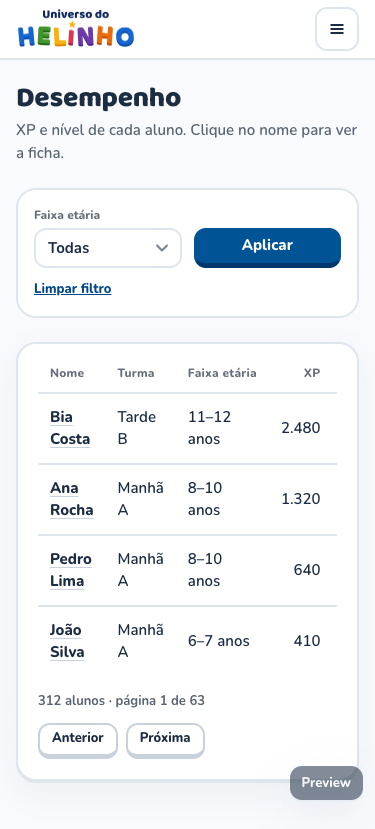 Universo do
HELINHO
Desempenho
XP e nível de cada aluno. Clique no nome para ver
a ficha.
Faixa etária
Todas
Aplicar
Limpar filtro
Nome Turma Faixa etária XP
Bia Costa Tarde B 11–12 anos 2.480
Ana Rocha Manhã A 8–10 anos 1.320
Pedro Lima Manhã A 8–10 anos 640
João Silva Manhã A 6–7 anos 410
312 alunos · página 1 de 63
Anterior Próxima
Preview